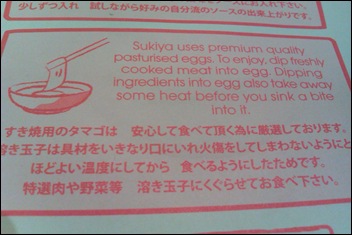 少しずつ入れ　試しながら好みの自分流のソースの出来上がりです。
Sukiya uses premium quality
pasturised eggs. To enjoy, dip freshly
cooked meat into egg. Dipping
ingredients into egg also take away
some heat before you sink a bite
into it.
すき焼用のタマゴは　安心して食べて頂く為に厳選しております。
溶き玉子は具材をいきなり口にいれ火傷をしてしまわないようにと
ほどよい温度にしてから　食べるようにしたためです。
特選肉や野菜等　溶き玉子にくぐらせてお食べ下さい。